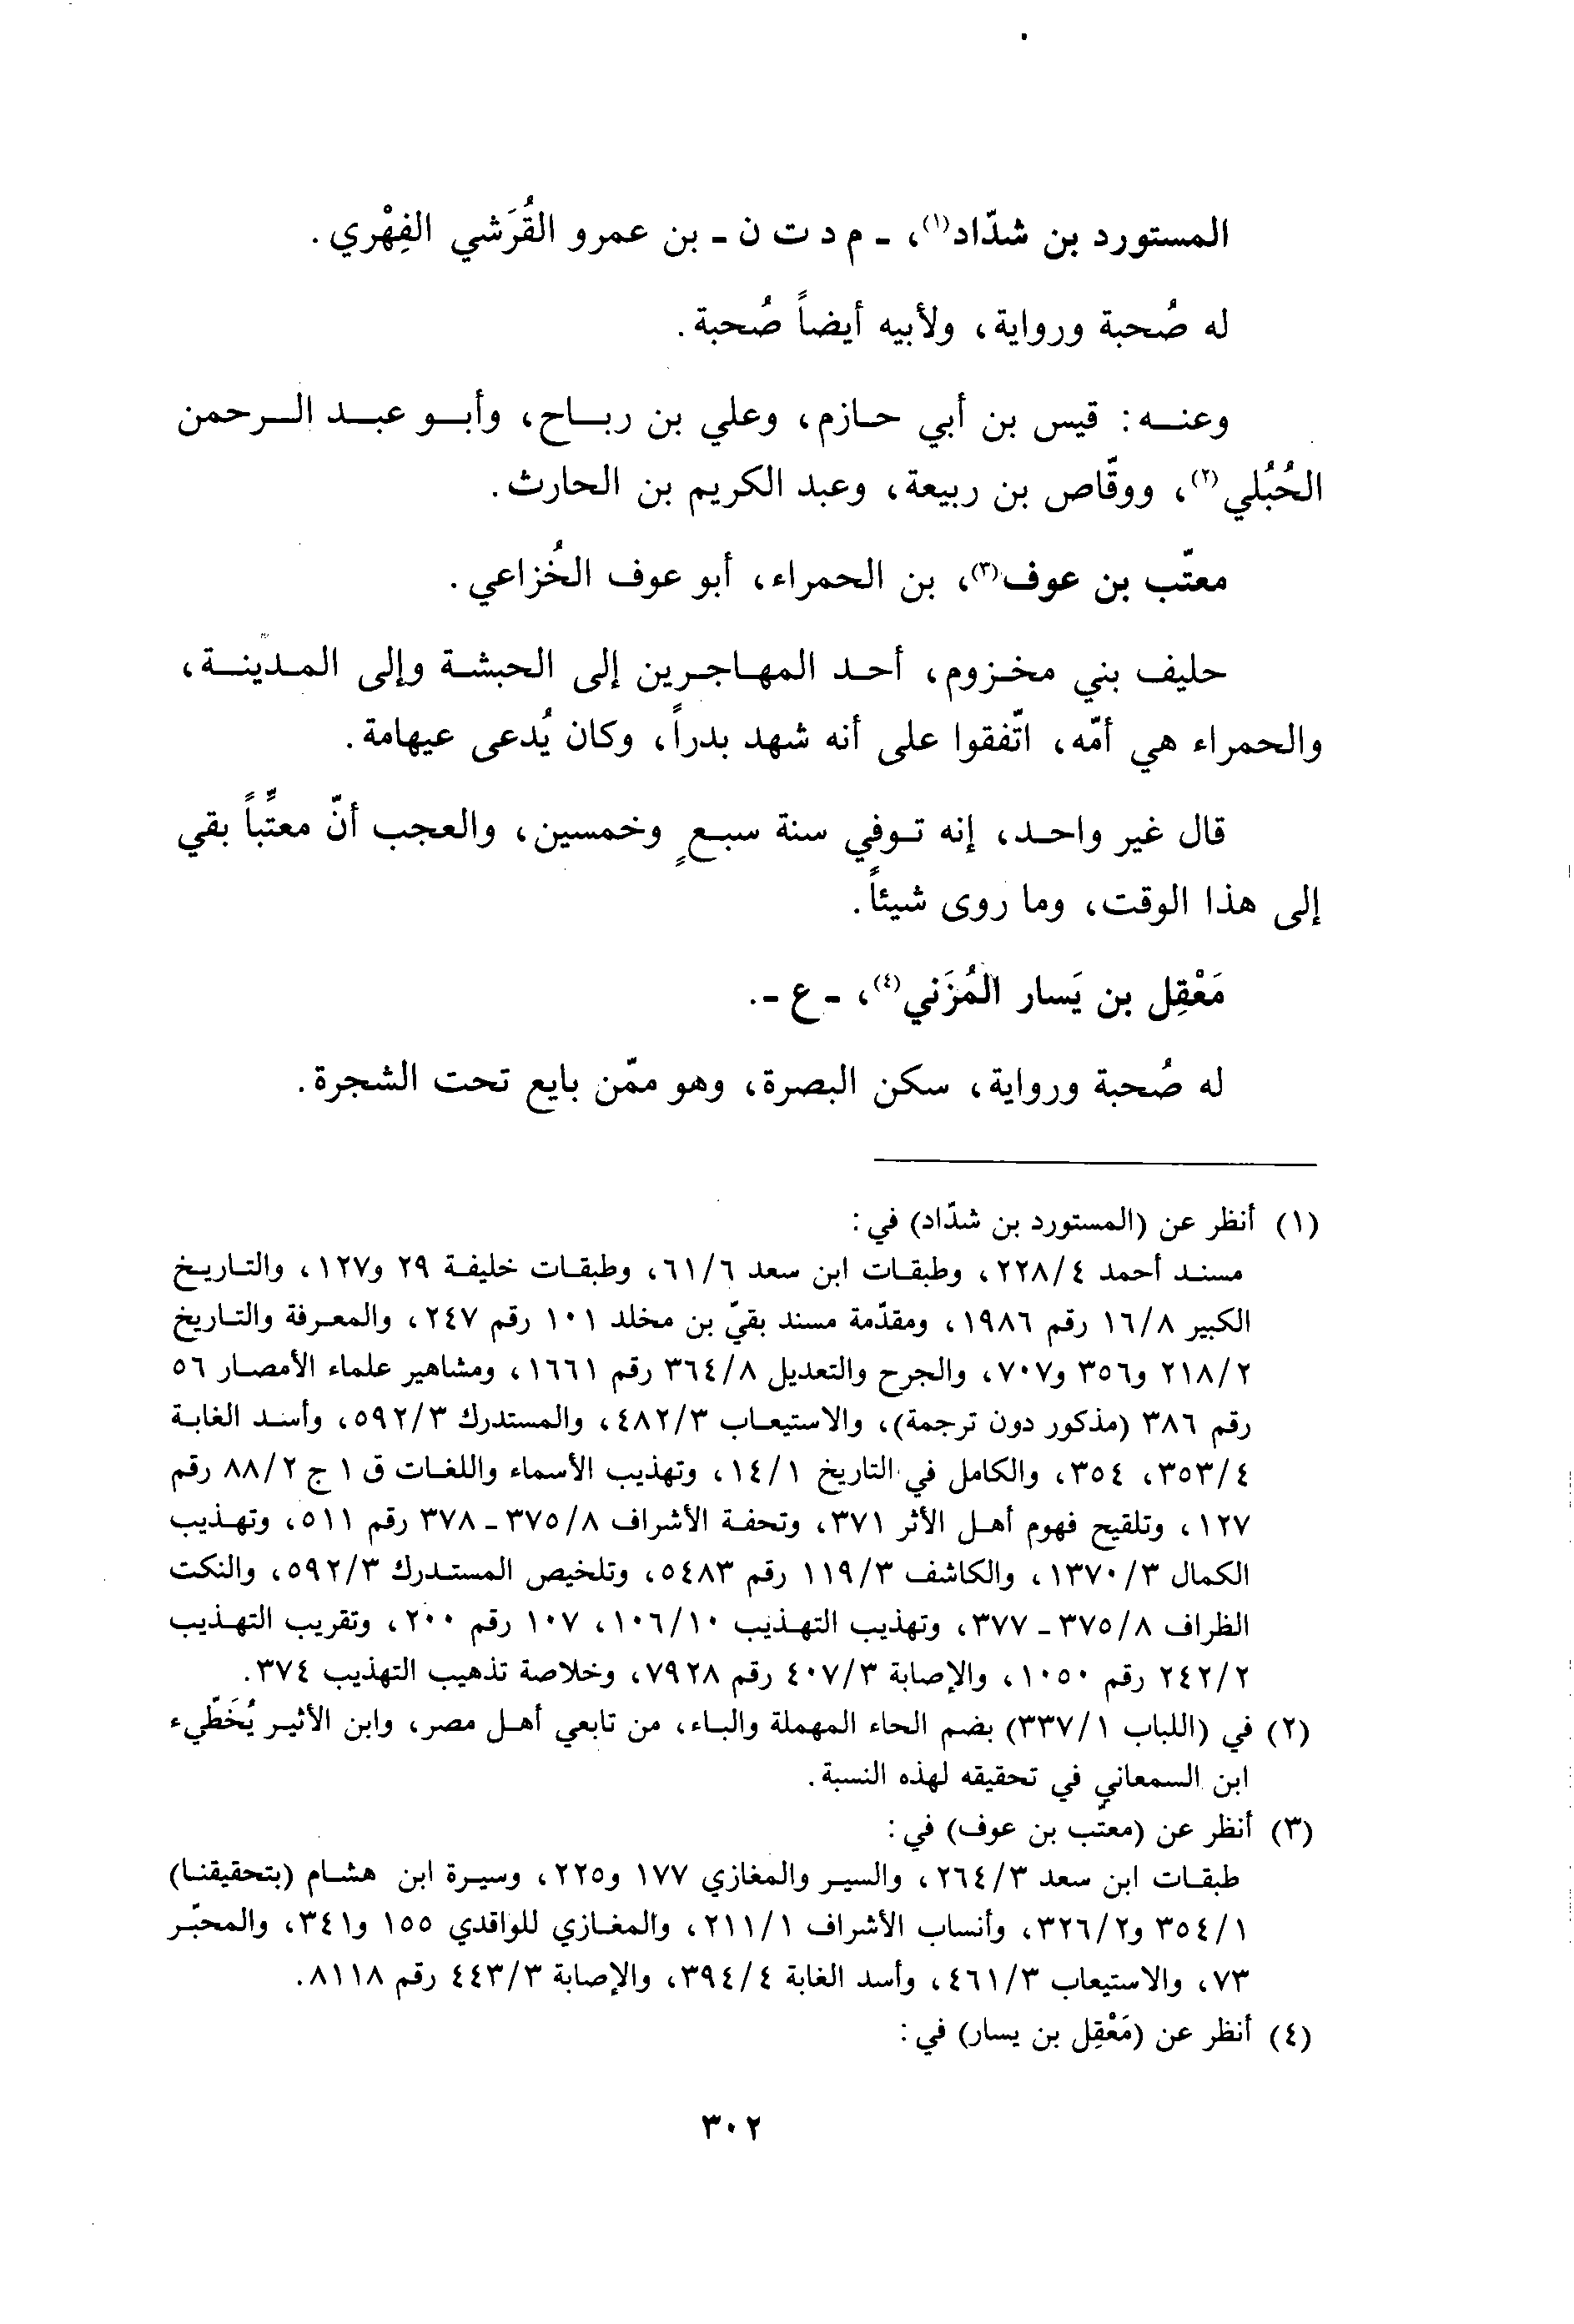 المستورد بن شدّاد(١)، ـ م د ت ن ـ بن عمرو القُرَشي الفِهْري.
له صُحبة ورواية، ولأبيه أيضاً صُحبة.
وعنه: قيس بن أبي حازم، وعلي بن رباح، وأبو عبد الرحمن
الحُبُلي(٢)، ووقّاص بن ربيعة، وعبد الكريم بن الحارث.
معتّب بن عوف(٣)، بن الحمراء، أبو عوف الخُزاعي.
حليف بني مخزوم، أحد المهاجرين إلى الحبشة وإلى المدينة،
والحمراء هي أمّه، اتّفقوا على أنه شهد بدراً، وكان يُدعى عيهامة.
قال غير واحد، إنه توفي سنة سبعٍ وخمسين، والعجب أنّ معتِّباً بقي
إلى هذا الوقت، وما روى شيئاً.
مَعْقِل بن يَسار المُزَني(٤)، ـ ع ـ.
له صُحبة ورواية، سكن البصرة، وهو ممّن بايع تحت الشجرة.
(١) أنظر عن (المستورد بن شدّاد) في:
مسند أحمد ٢٢٨/٤، وطبقات ابن سعد ٦١/٦، وطبقات خليفة ٢٩ و١٢٧، والتاريخ
الكبير ١٦/٨ رقم ١٩٨٦، ومقدّمة مسند بقيّ بن مخلد ١٠١ رقم ٢٤٧، والمعرفة والتاريخ
٢١٨/٢ و٣٥٦ و٧٠٧، والجرح والتعديل ٣٦٤/٨ رقم ١٦٦١، ومشاهير علماء الأمصار ٥٦
رقم ٣٨٦ (مذكور دون ترجمة)، والاستيعاب ٤٨٢/٣، والمستدرك ٥٩٢/٣، وأسد الغابة
٣٥٣/٤، ٣٥٤، والكامل في التاريخ ١٤/١، وتهذيب الأسماء واللغات ق ١ ج ٨٨/٢ رقم
١٢٧، وتلقيح فهوم أهل الأثر ٣٧١، وتحفة الأشراف ٣٧٥/٨ ـ ٣٧٨ رقم ٥١١، وتهذيب
الكمال ١٣٧٠/٣، والكاشف ١١٩/٣ رقم ٥٤٨٣، وتلخيص المستدرك ٥٩٢/٣، والنكت
الظراف ٣٧٥/٨ ـ ٣٧٧، وتهذيب التهذيب ١٠٦/١٠، ١٠٧ رقم ٢٠٠، وتقريب التهذيب
٢٤٢/٢ رقم ١٠٥٠، والإصابة ٤٠٧/٣ رقم ٧٩٢٨، وخلاصة تذهيب التهذيب ٣٧٤.
(٢) في (اللباب ٣٣٧/١) بضم الحاء المهملة والباء، من تابعي أهل مصر، وابن الأثير يُخَطّيء
ابن السمعاني في تحقيقه لهذه النسبة.
(٣) أنظر عن (معتّب بن عوف) في:
طبقات ابن سعد ٢٦٤/٣، والسير والمغازي ١٧٧ و٢٢٥، وسيرة ابن هشام (بتحقيقنا)
٣٥٤/١ و٣٢٦/٢، وأنساب الأشراف ٢١١/١، والمغازي للواقدي ١٥٥ و٣٤١، والمحبّر
٧٣، والاستيعاب ٤٦١/٣، وأسد الغابة ٣٩٤/٤، والإصابة ٤٤٣/٣ رقم ٨١١٨.
(٤) أنظر عن (مَعْقِل بن يسار) في:
٣٠٢